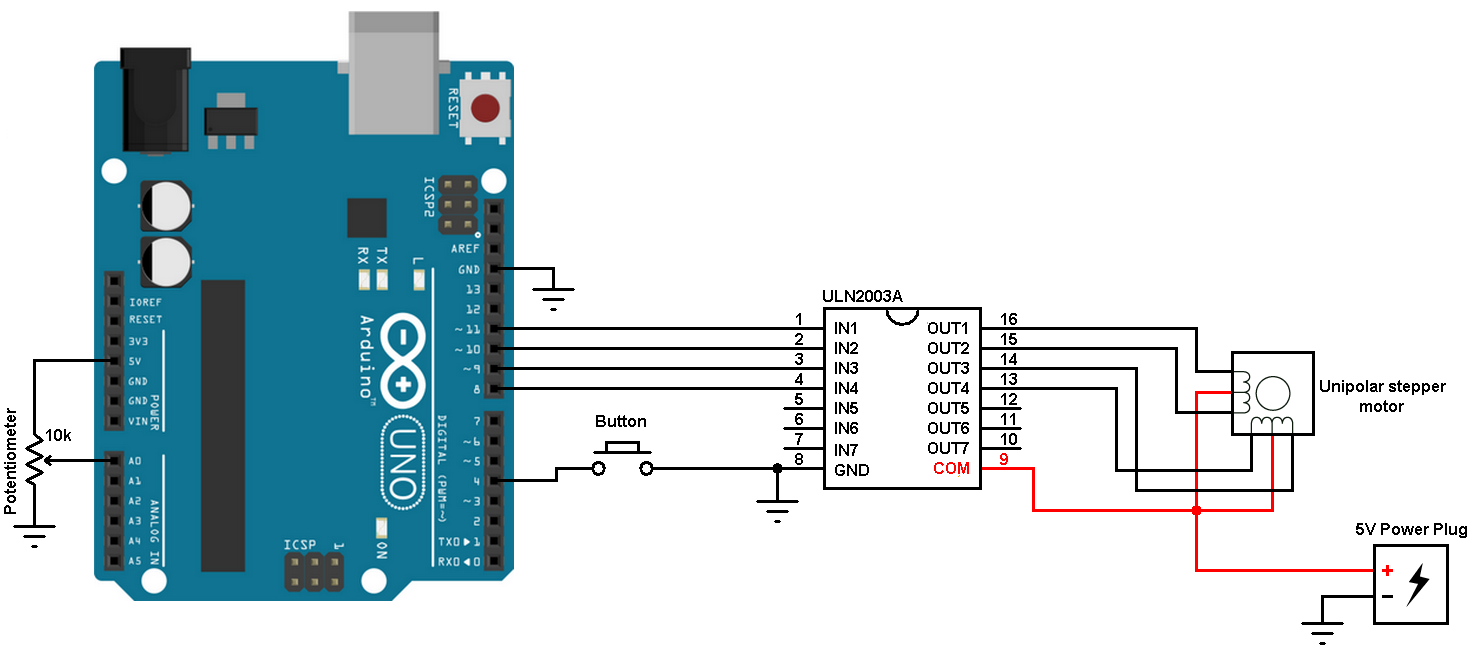 RESET
ICSP2
AREF
GND
13
12
~11
~10
~9
8
7
~6
~5
4
~3
2
TX0▶1
RX0◀0
DIGITAL (PWM=~)
RX
TX
L
Arduino™
UNO
ON
ICSP
1
IOREF
RESET
3V3
5V
GND
GND
VIN
POWER
A0
A1
A2
A3
A4
A5
ANALOG IN
Potentiometer
10k
Button
ULN2003A
1 IN1 OUT1 16
2 IN2 OUT2 15
3 IN3 OUT3 14
4 IN4 OUT4 13
5 IN5 OUT5 12
6 IN6 OUT6 11
7 IN7 OUT7 10
8 GND COM 9
Unipolar stepper
motor
5V Power Plug
+
−